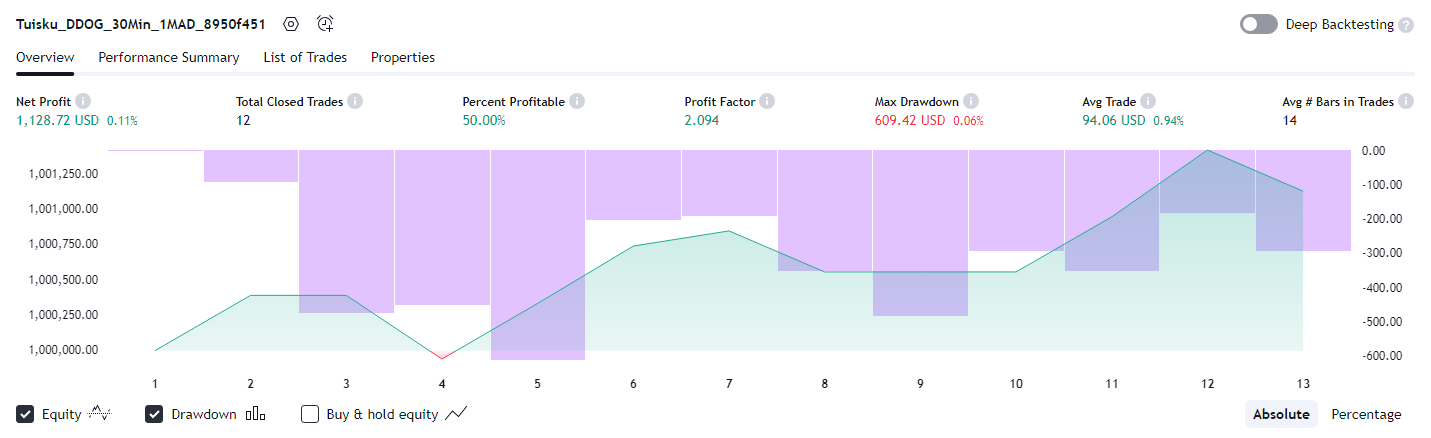 Tuisku_DDOG_30Min_1MAD_8950f451 Deep Backtesting ?
Overview Performance Summary List of Trades Properties
Net Profit i Total Closed Trades i Percent Profitable i Profit Factor i Max Drawdown i Avg Trade i Avg # Bars in Trades i
1,128.72 USD 0.11% 12 50.00% 2.094 609.42 USD 0.06% 94.06 USD 0.94% 14
0.00
1,001,250.00
-100.00
1,001,000.00
-200.00
1,000,750.00
-300.00
1,000,500.00
-400.00
1,000,250.00
-500.00
1,000,000.00
-600.00
1 2 3 4 5 6 7 8 9 10 11 12 13
Equity Drawdown Buy & hold equity Absolute Percentage